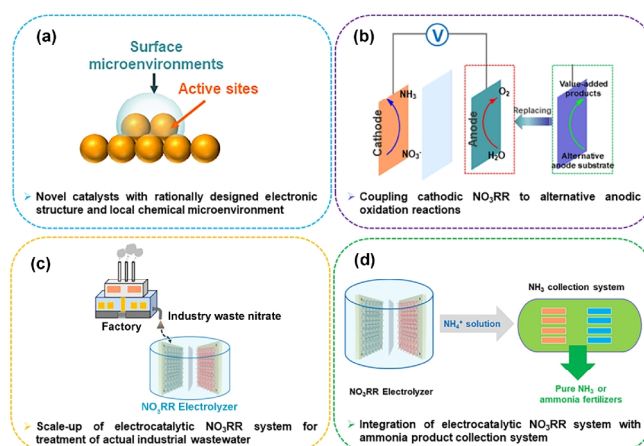 (a)
Surface
microenvironments
Active sites
➢ Novel catalysts with rationally designed electronic
structure and local chemical microenvironment
(b)
V
Cathode
NH₃
NO₃⁻
Anode
O₂
H₂O
Replacing
Value-added
products
Alternative
anode substrate
➢ Coupling cathodic NO₃RR to alternative anodic
oxidation reactions
(c)
Factory
Industry waste nitrate
NO₃RR Electrolyzer
➢ Scale-up of electrocatalytic NO₃RR system for
treatment of actual industrial wastewater
(d)
NO₃RR Electrolyzer
NH₄⁺ solution
NH₃ collection system
Pure NH₃ or
ammonia fertilizers
➢ Integration of electrocatalytic NO₃RR system with
ammonia product collection system